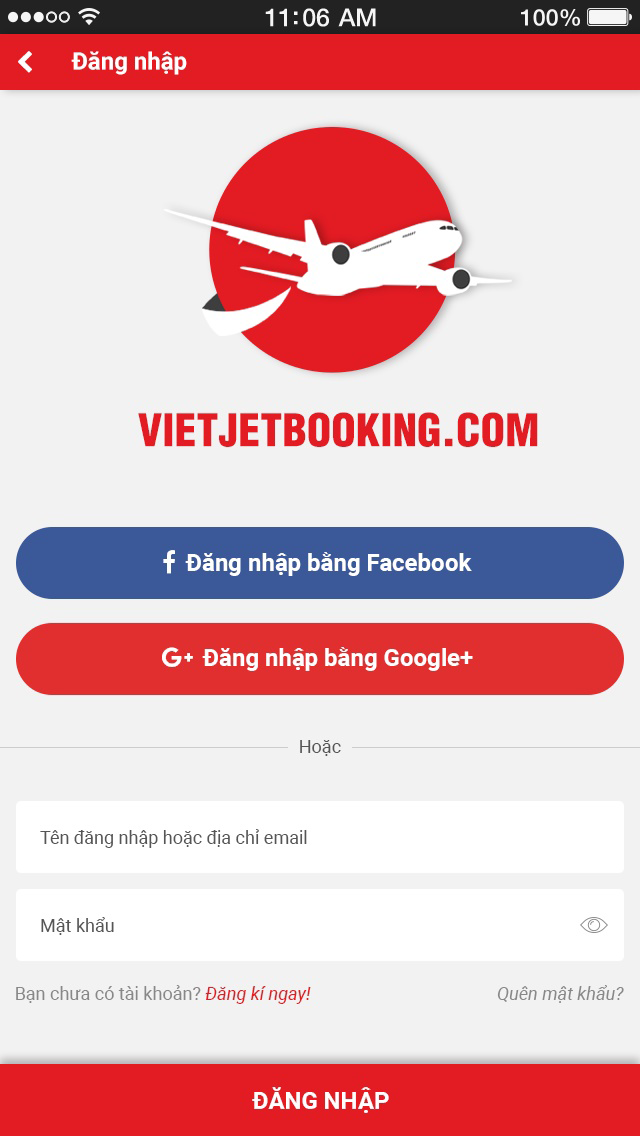 11:06 AM 100%
Đăng nhập
VIETJETBOOKING.COM
Đăng nhập bằng Facebook
G+ Đăng nhập bằng Google+
Hoặc
Tên đăng nhập hoặc địa chỉ email
Mật khẩu
Bạn chưa có tài khoản? Đăng kí ngay! Quên mật khẩu?
ĐĂNG NHẬP